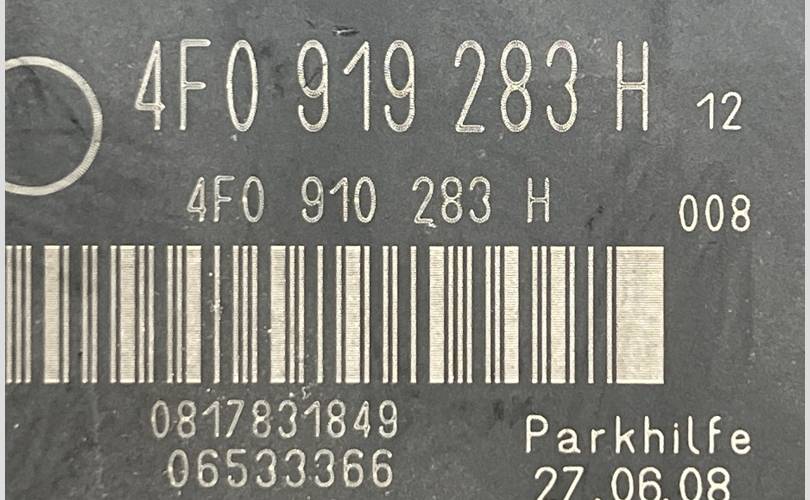 4F0 919 283 H 12
4F0 910 283 H 008
0817831849
06533366
Parkhilfe
27.06.08